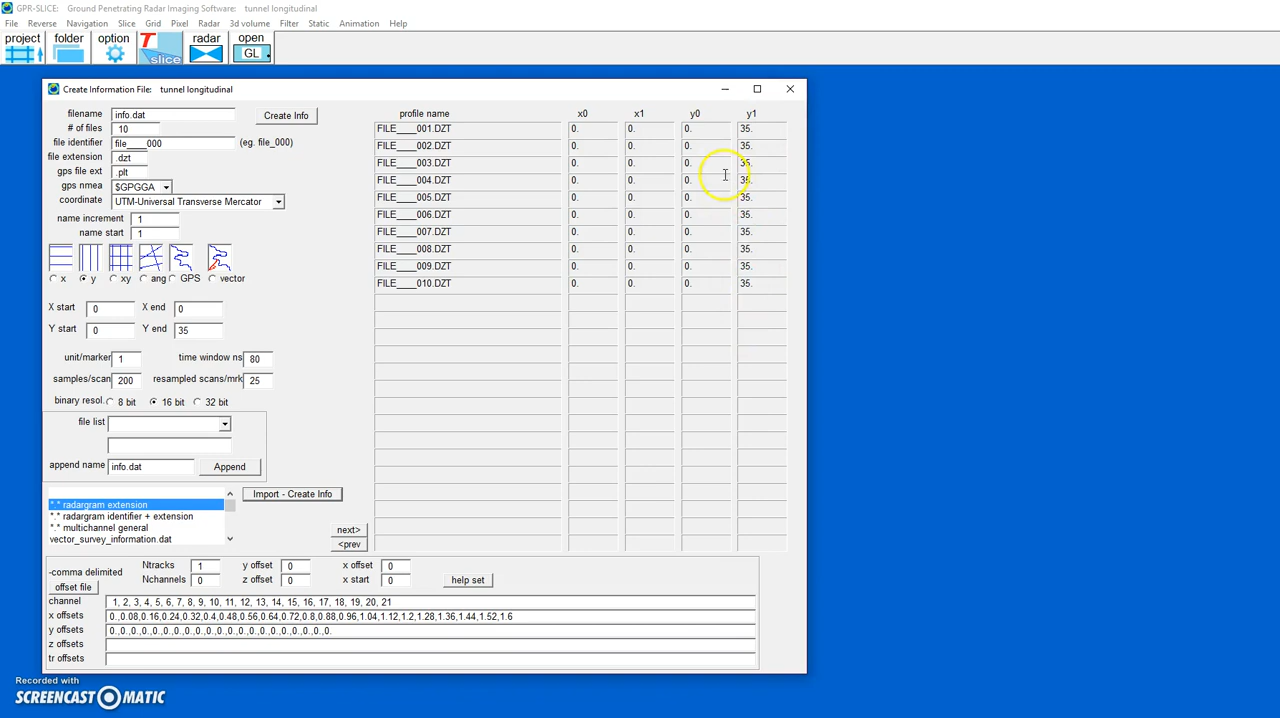 GPR-SLICE: Ground Penetrating Radar Imaging Software: tunnel longitudinal
File Reverse Navigation Slice Grid Pixel Radar 3d volume Filter Static Animation Help
project folder option T slice radar open GL
Create Information File: tunnel longitudinal
filename info.dat Create Info
# of files 10
file identifier file____000 (eg. file_000)
file extension .dzt
gps file ext .plt
gps nmea $GPGGA
coordinate UTM-Universal Transverse Mercator
name increment 1
name start 1
x y xy ang GPS vector
X start 0 X end 0
Y start 0 Y end 35
unit/marker 1 time window ns 80
samples/scan 200 resampled scans/mrk 25
binary resol. 8 bit 16 bit 32 bit
file list
append name info.dat Append
*.* radargram extension
*.* radargram identifier + extension
*.* multichannel general
vector_survey_information.dat
Import - Create Info
next>
<prev
profile name x0 x1 y0 y1
FILE____001.DZT 0. 0. 0. 35.
FILE____002.DZT 0. 0. 0. 35.
FILE____003.DZT 0. 0. 0. 35.
FILE____004.DZT 0. 0. 0. 35.
FILE____005.DZT 0. 0. 0. 35.
FILE____006.DZT 0. 0. 0. 35.
FILE____007.DZT 0. 0. 0. 35.
FILE____008.DZT 0. 0. 0. 35.
FILE____009.DZT 0. 0. 0. 35.
FILE____010.DZT 0. 0. 0. 35.
-comma delimited Ntracks 1 y offset 0 x offset 0
offset file Nchannels 0 z offset 0 x start 0 help set
channel 1, 2, 3, 4, 5, 6, 7, 8, 9, 10, 11, 12, 13, 14, 15, 16, 17, 18, 19, 20, 21
x offsets 0.,0.08,0.16,0.24,0.32,0.4,0.48,0.56,0.64,0.72,0.8,0.88,0.96,1.04,1.12,1.2,1.28,1.36,1.44,1.52,1.6
y offsets 0.,0.,0.,0.,0.,0.,0.,0.,0.,0.,0.,0.,0.,0.,0.,0.,0.,0.,0.,0.,0.
z offsets
tr offsets
Recorded with
SCREENCAST-O-MATIC